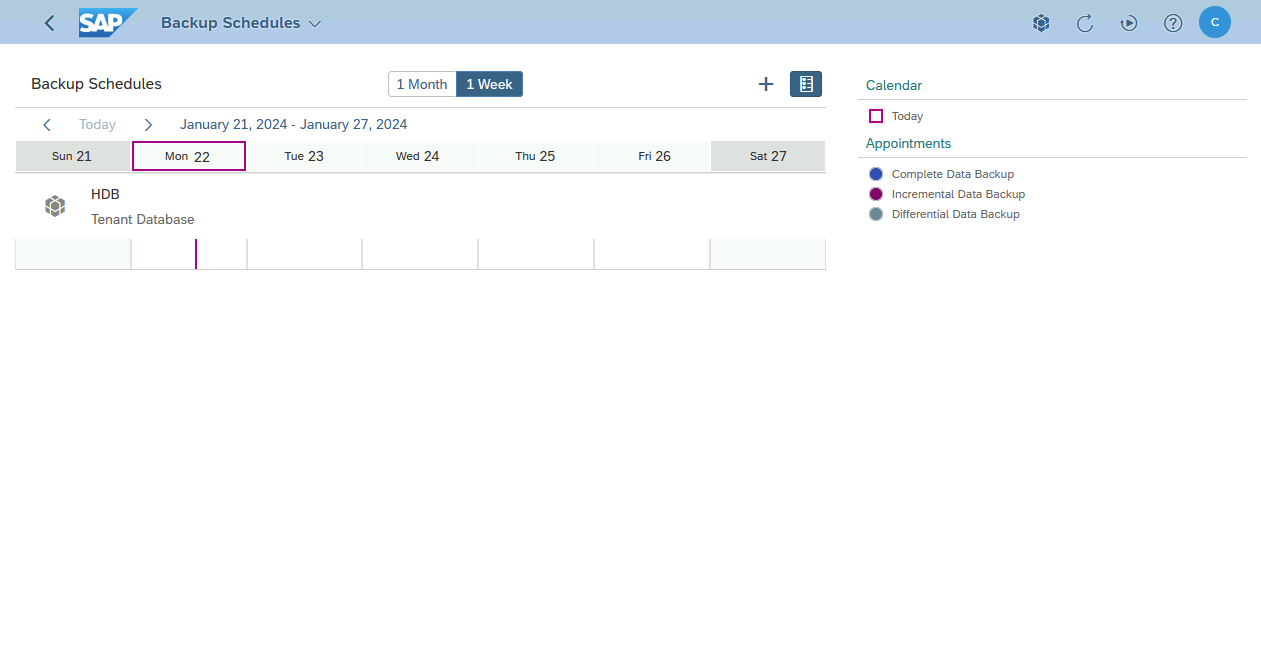 SAP Backup Schedules
C
Backup Schedules
1 Month 1 Week
Today January 21, 2024 - January 27, 2024
Sun 21 Mon 22 Tue 23 Wed 24 Thu 25 Fri 26 Sat 27
HDB
Tenant Database
Calendar
Today
Appointments
Complete Data Backup
Incremental Data Backup
Differential Data Backup